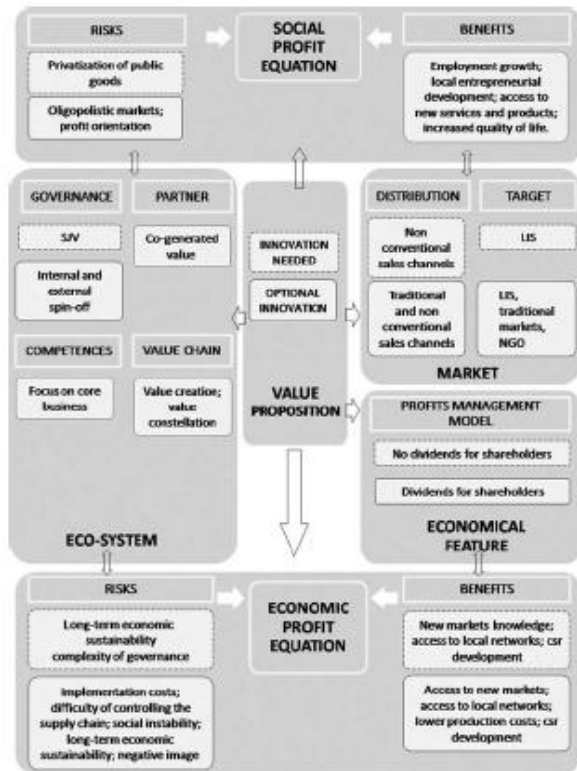 RISKS
Privatization of public
goods
Oligopolistic markets;
profit orientation
SOCIAL
PROFIT
EQUATION
BENEFITS
Employment growth;
local entrepreneurial
development; access to
new services and products;
increased quality of life.
GOVERNANCE
SJV
Internal and
external
spin-off
PARTNER
Co-generated
value
COMPETENCES
Focus on core
business
VALUE CHAIN
Value creation;
value
constellation
ECO-SYSTEM
INNOVATION
NEEDED
OPTIONAL
INNOVATION
VALUE
PROPOSITION
DISTRIBUTION
Non
conventional
sales channels
Traditional
and non
conventional
sales channels
TARGET
LIS
LIS,
traditional
markets,
NGO
MARKET
PROFITS MANAGEMENT
MODEL
No dividends for shareholders
Dividends for shareholders
ECONOMICAL
FEATURE
RISKS
Long-term economic
sustainability
complexity of governance
Implementation costs;
difficulty of controlling the
supply chain; social instability;
long-term economic
sustainability; negative image
ECONOMIC
PROFIT
EQUATION
BENEFITS
New markets knowledge;
access to local networks; csr
development
Access to new markets;
access to local networks;
lower production costs; csr
development